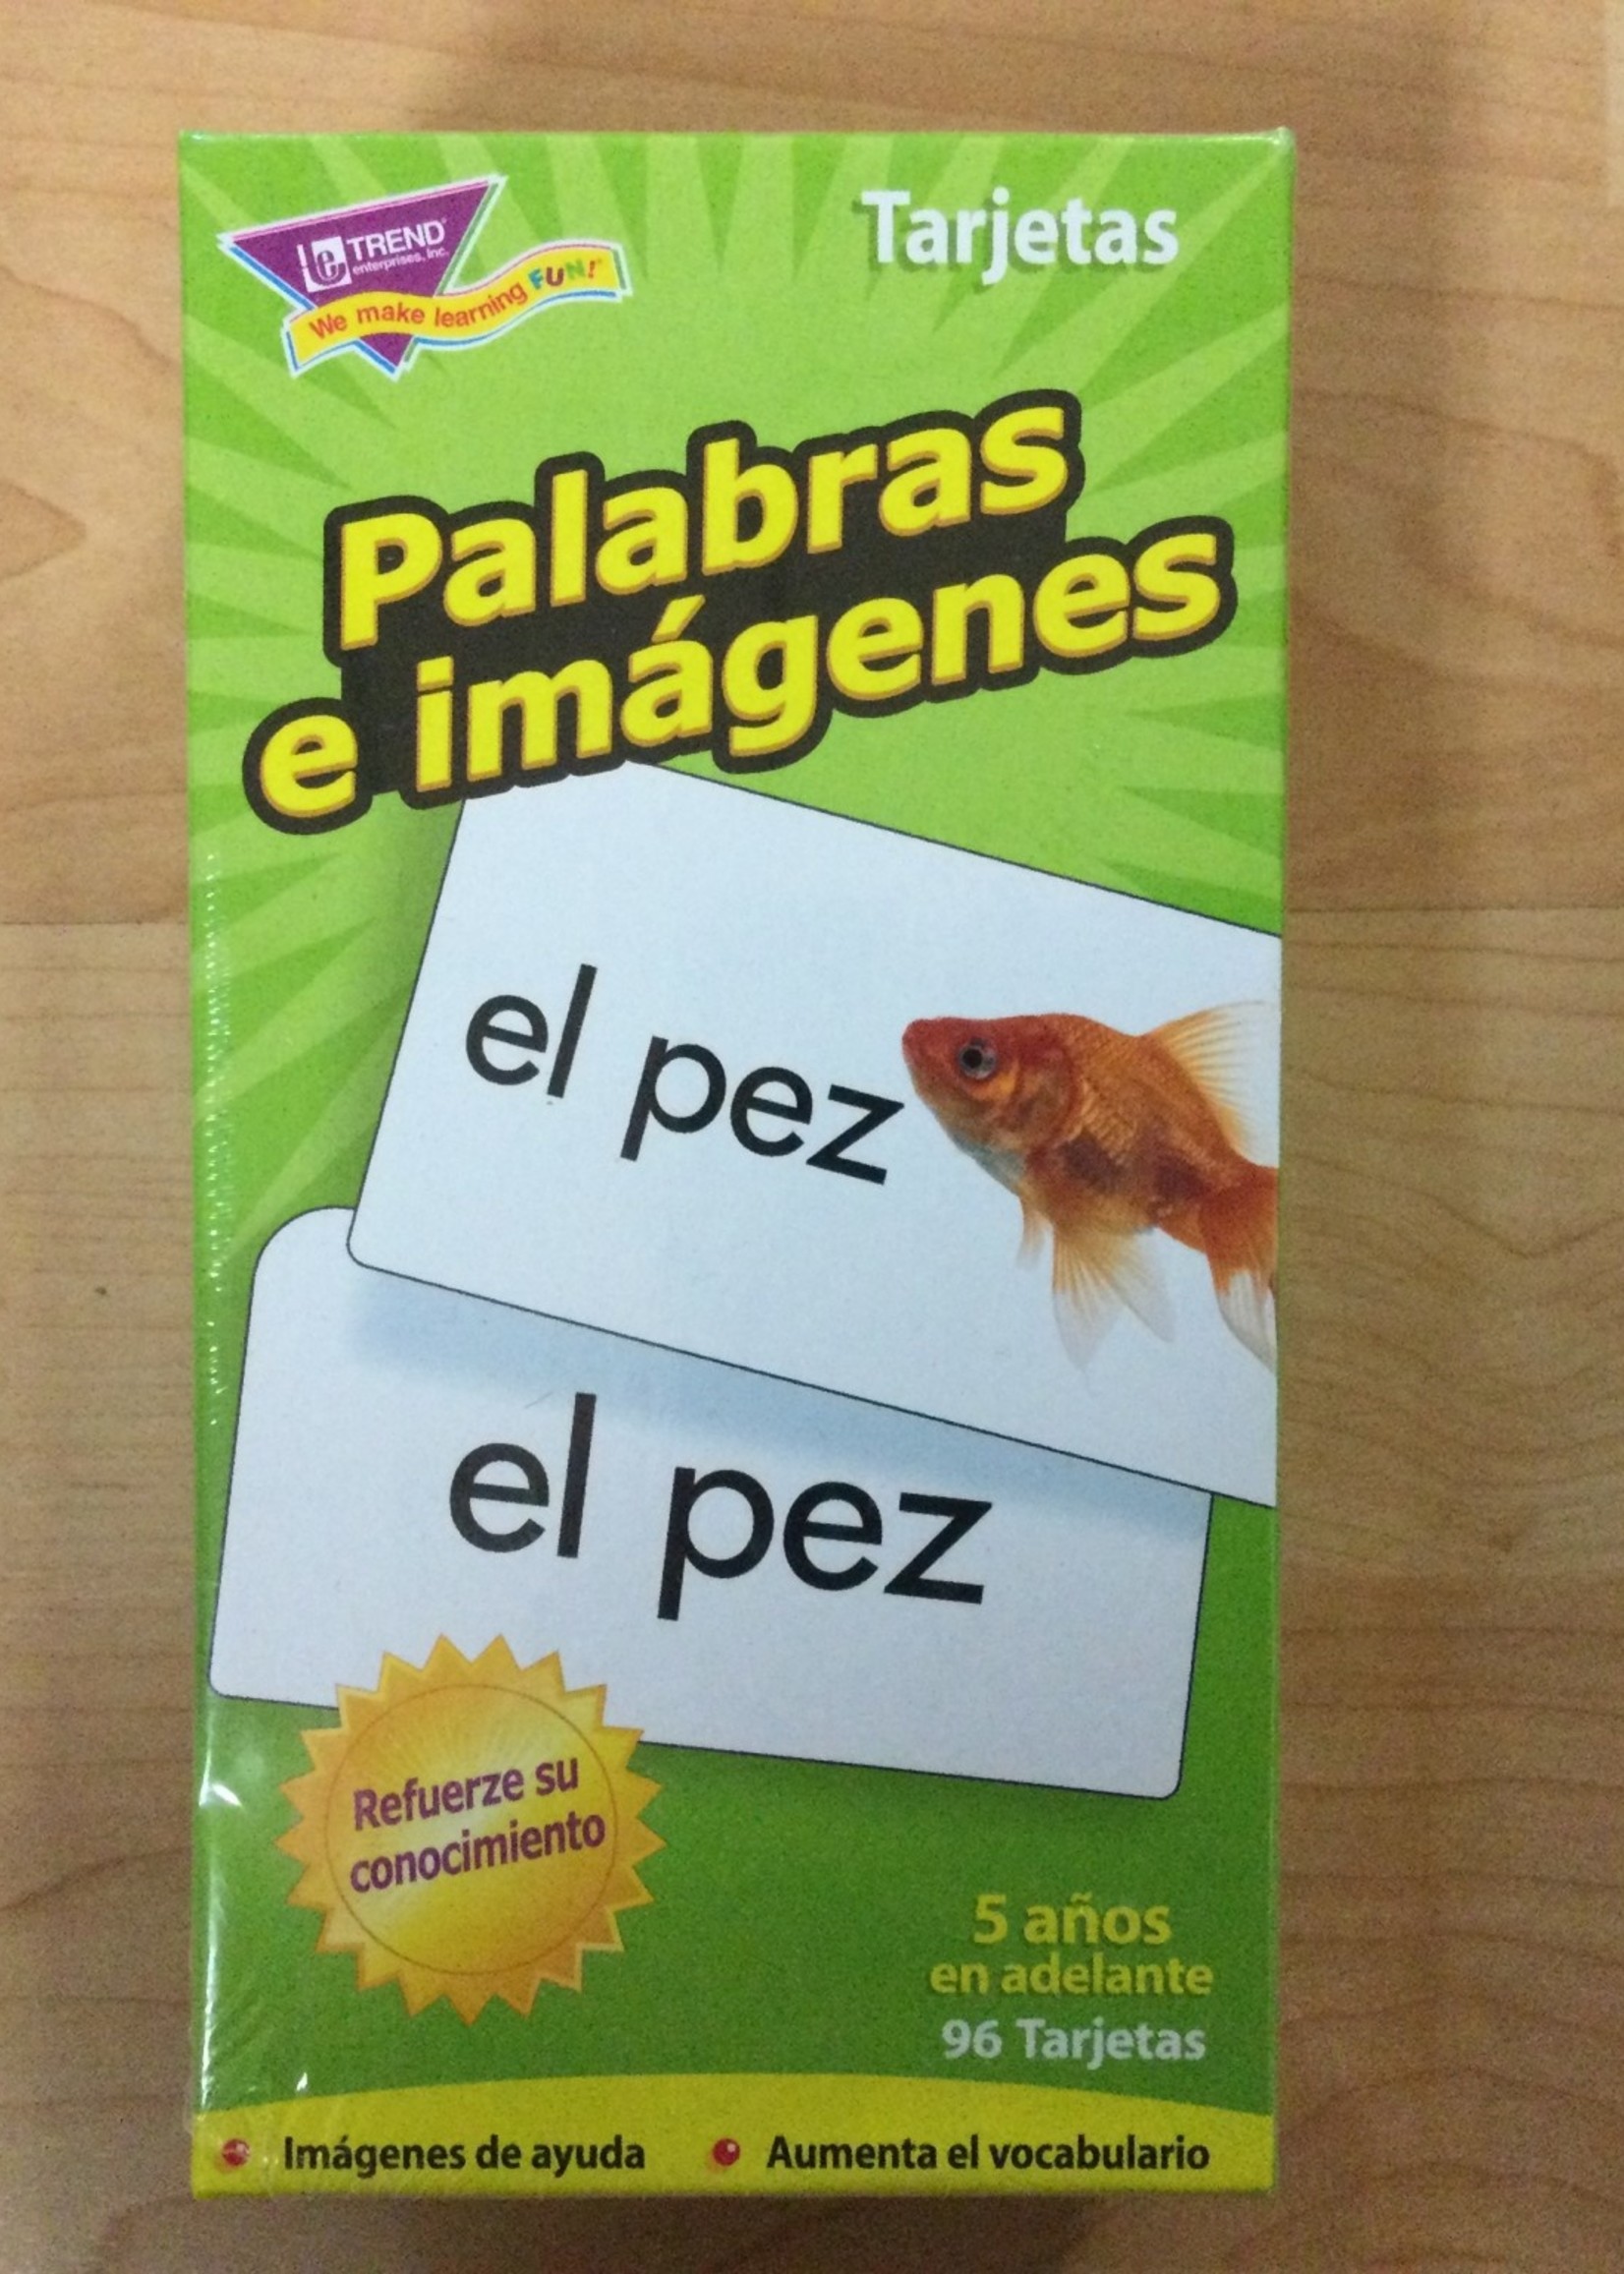 TREND
enterprises, Inc.
We make learning FUN!
Tarjetas
Palabras
e imágenes
el pez
el pez
Refuerze su
conocimiento
5 años
en adelante
96 Tarjetas
Imágenes de ayuda
Aumenta el vocabulario